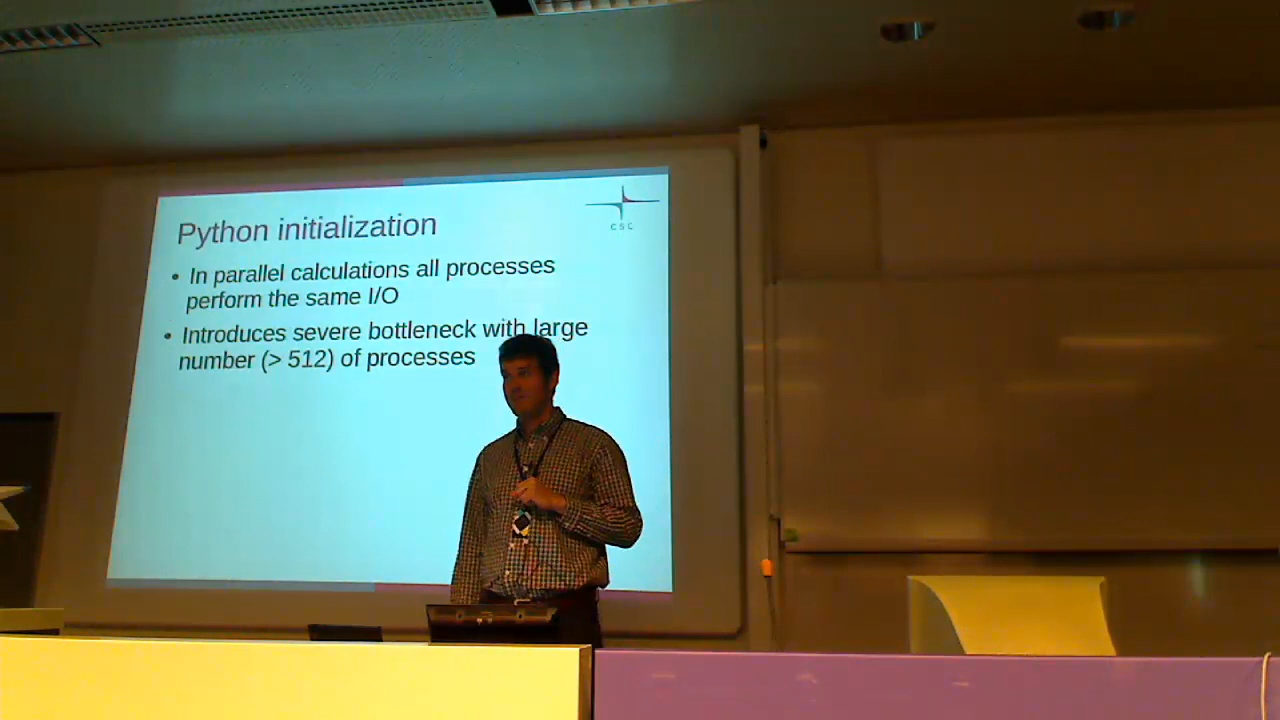 CSC
Python initialization
• In parallel calculations all processes
perform the same I/O
• Introduces severe bottleneck with large
number (> 512) of processes